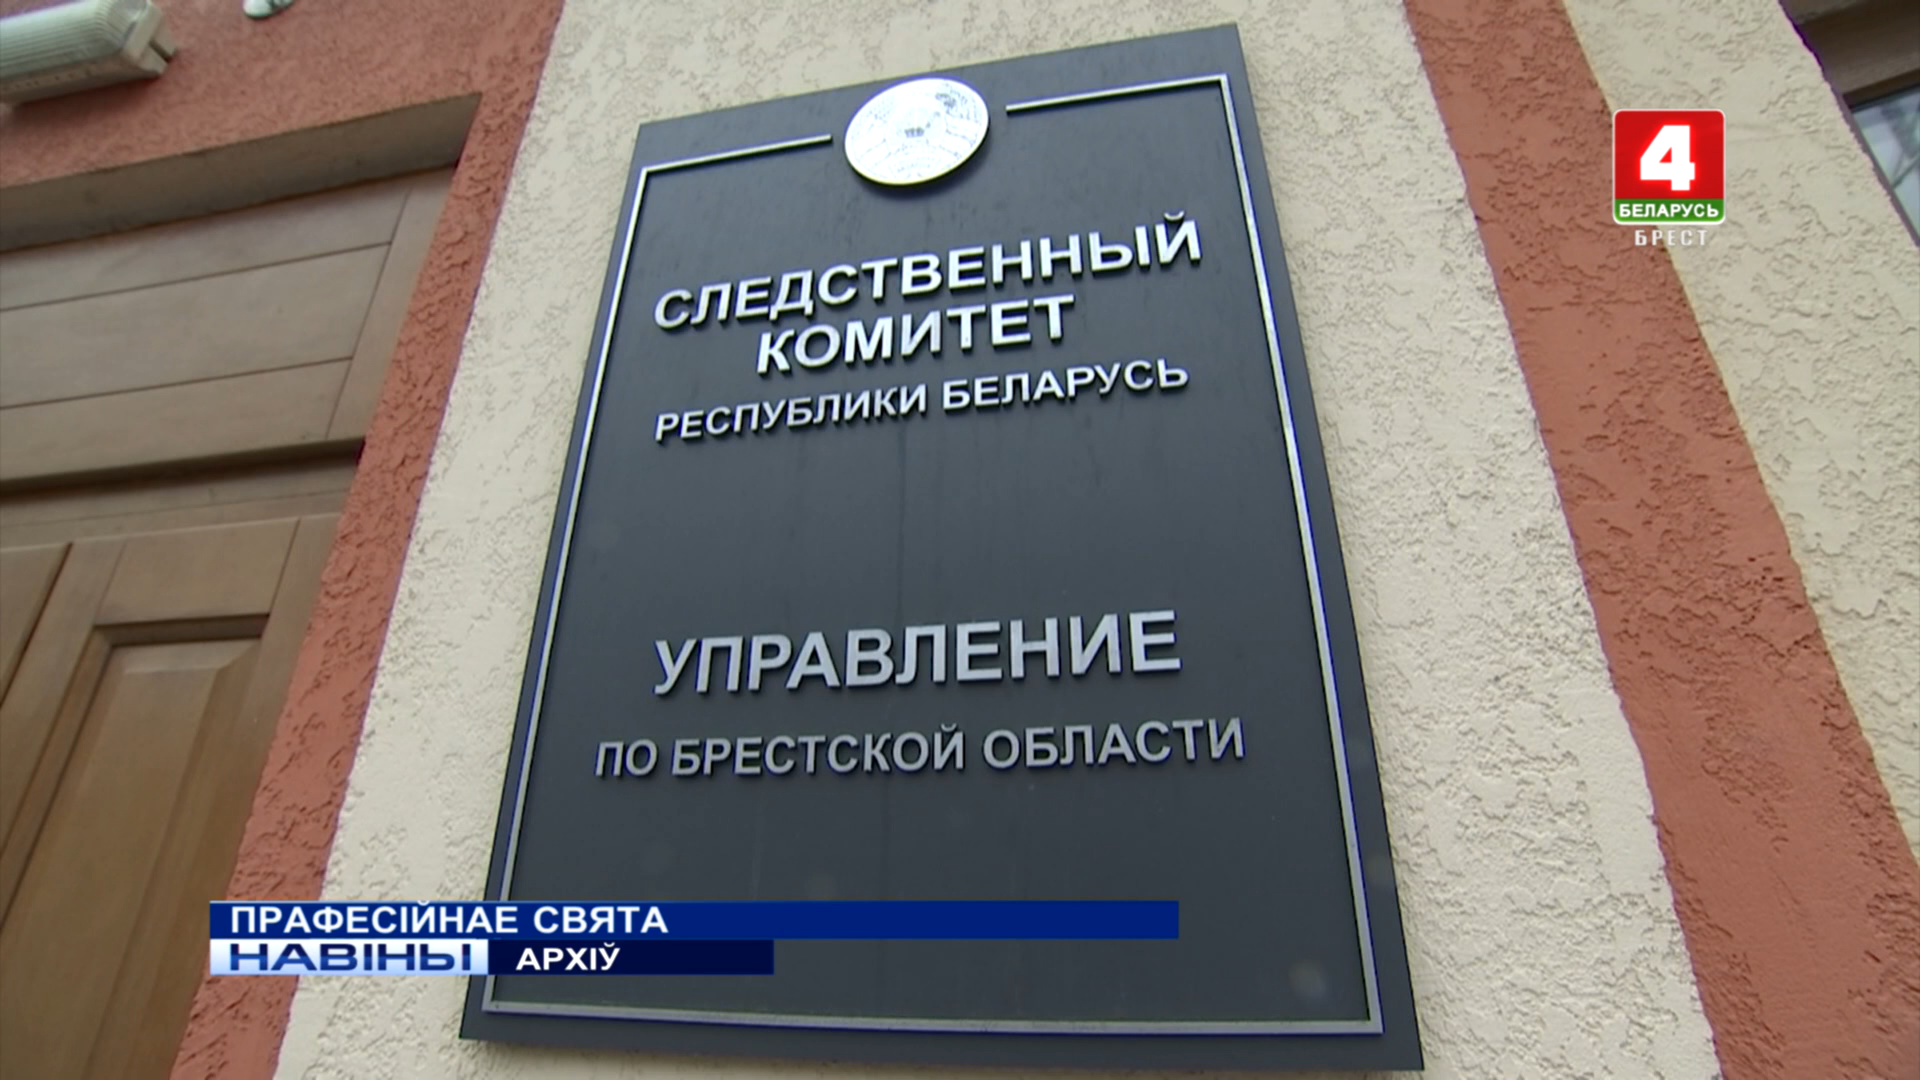 4
БЕЛАРУСЬ
БРЕСТ
СЛЕДСТВЕННЫЙ
КОМИТЕТ
РЕСПУБЛИКИ БЕЛАРУСЬ
УПРАВЛЕНИЕ
ПО БРЕСТСКОЙ ОБЛАСТИ
ПРАФЕСІЙНАЕ СВЯТА
НАВІНЫ АРХІЎ